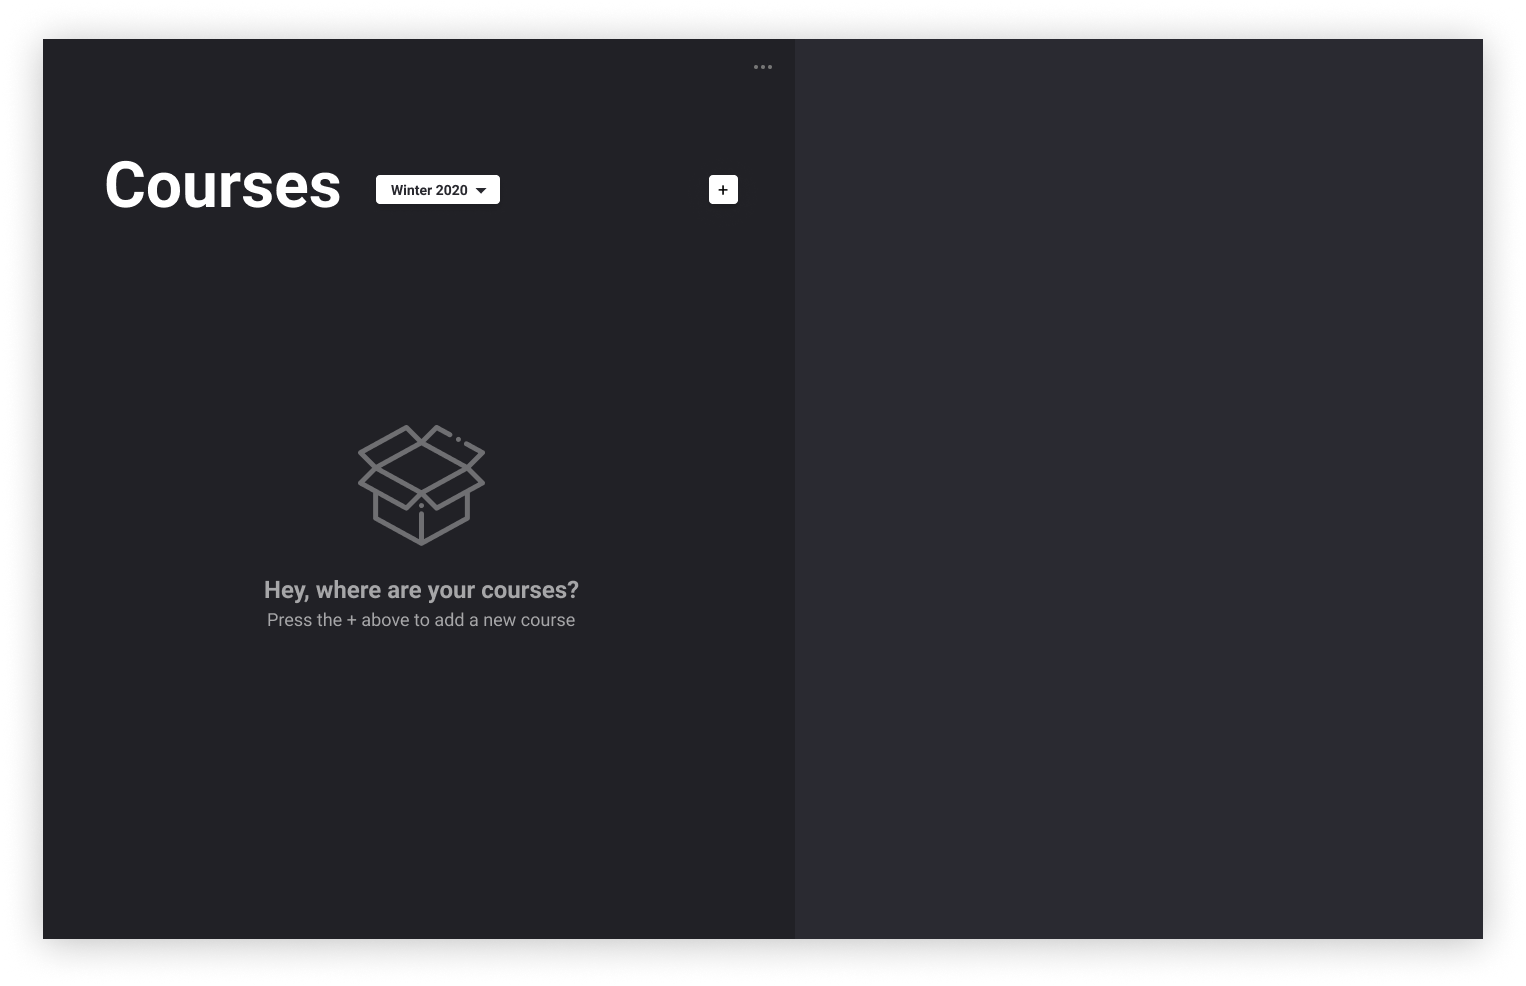 Courses
Winter 2020
+
Hey, where are your courses?
Press the + above to add a new course